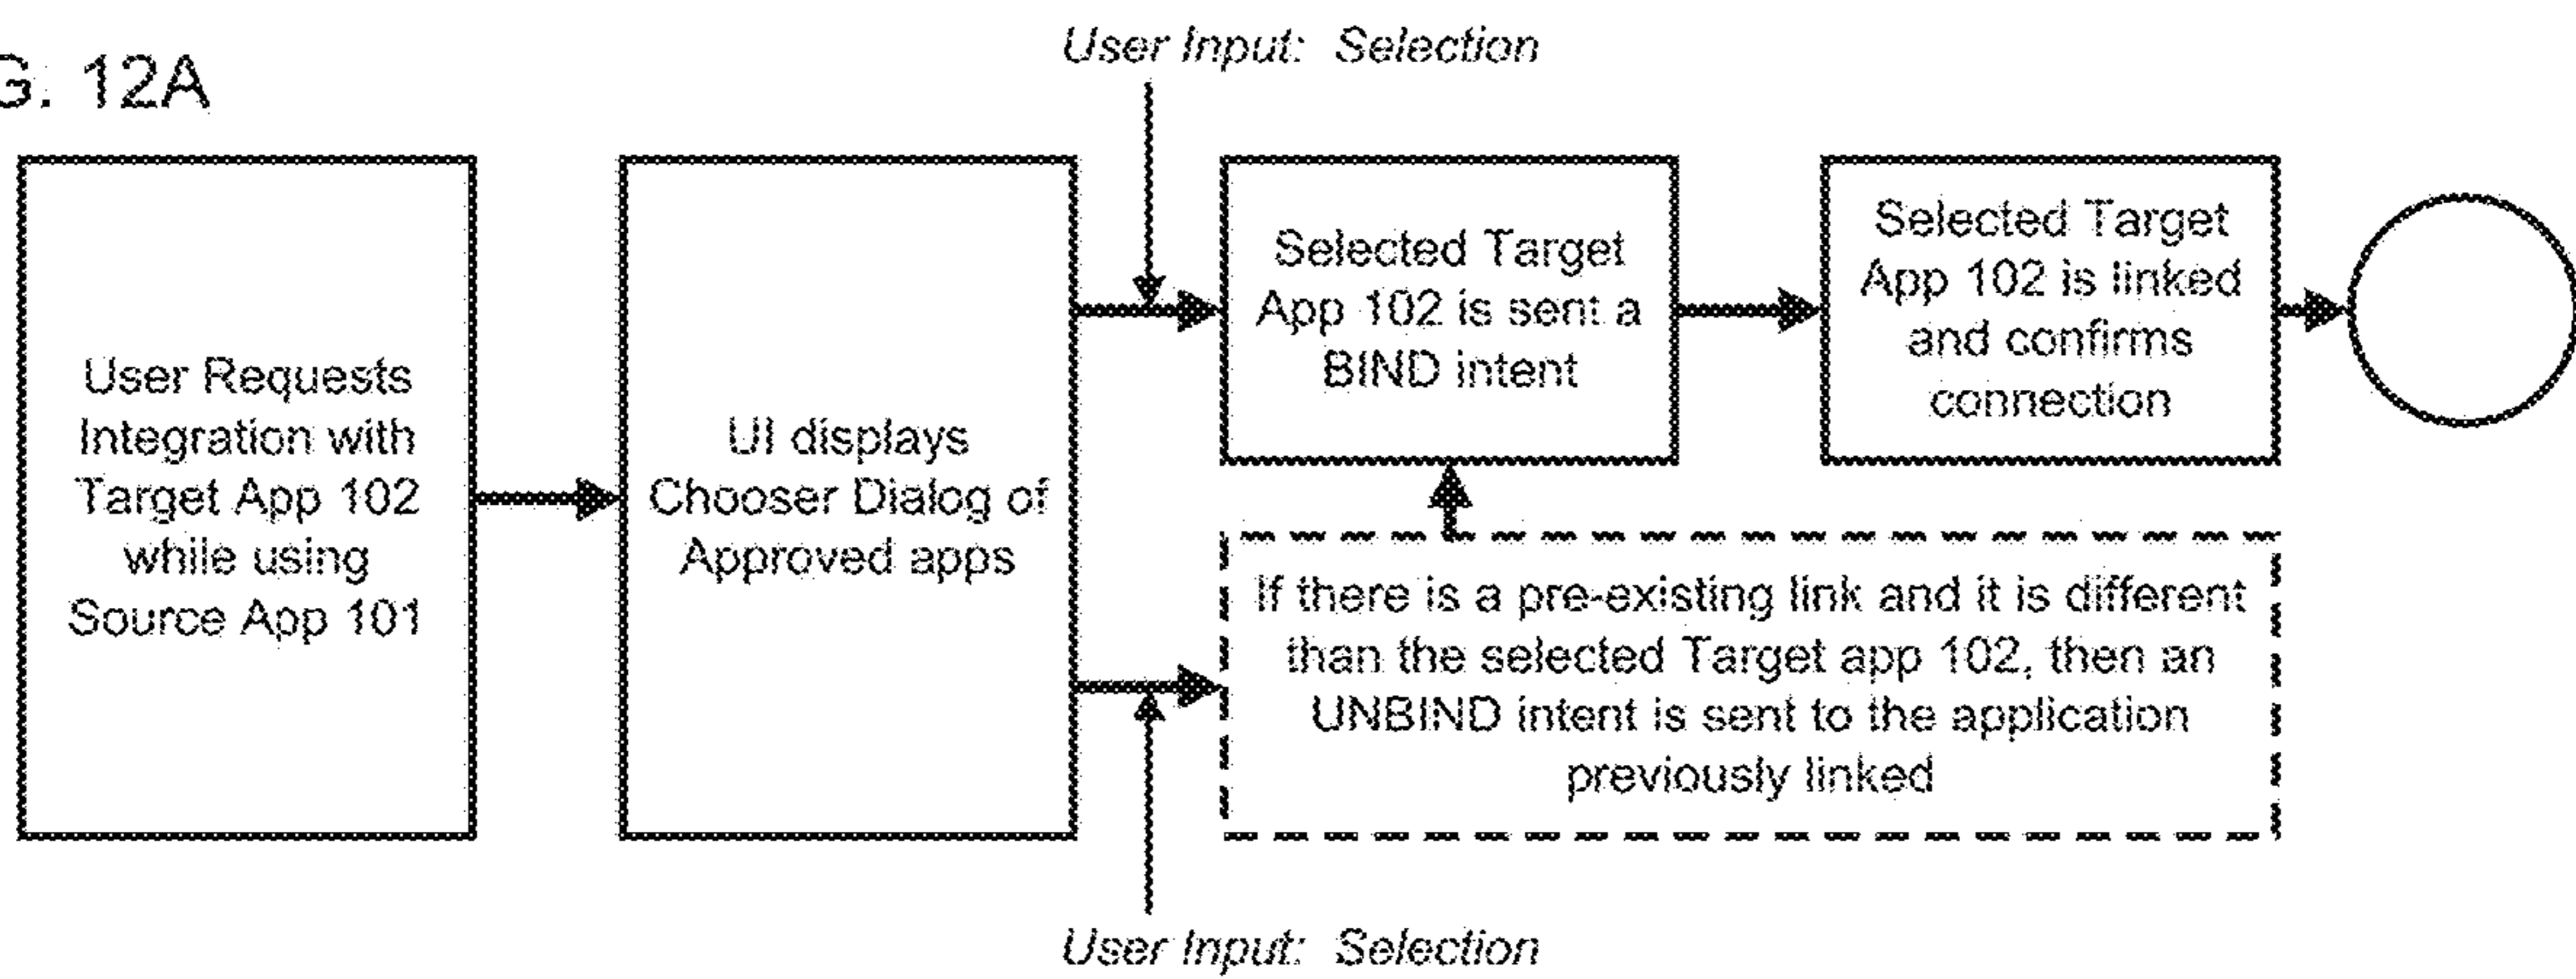 G. 12A
User Input: Selection
User Requests
Integration with
Target App 102
while using
Source App 101
UI displays
Chooser Dialog of
Approved apps
Selected Target
App 102 is sent a
BIND intent
Selected Target
App 102 is linked
and confirms
connection
If there is a pre-existing link and it is different
than the selected Target app 102, then an
UNBIND intent is sent to the application
previously linked
User Input: Selection